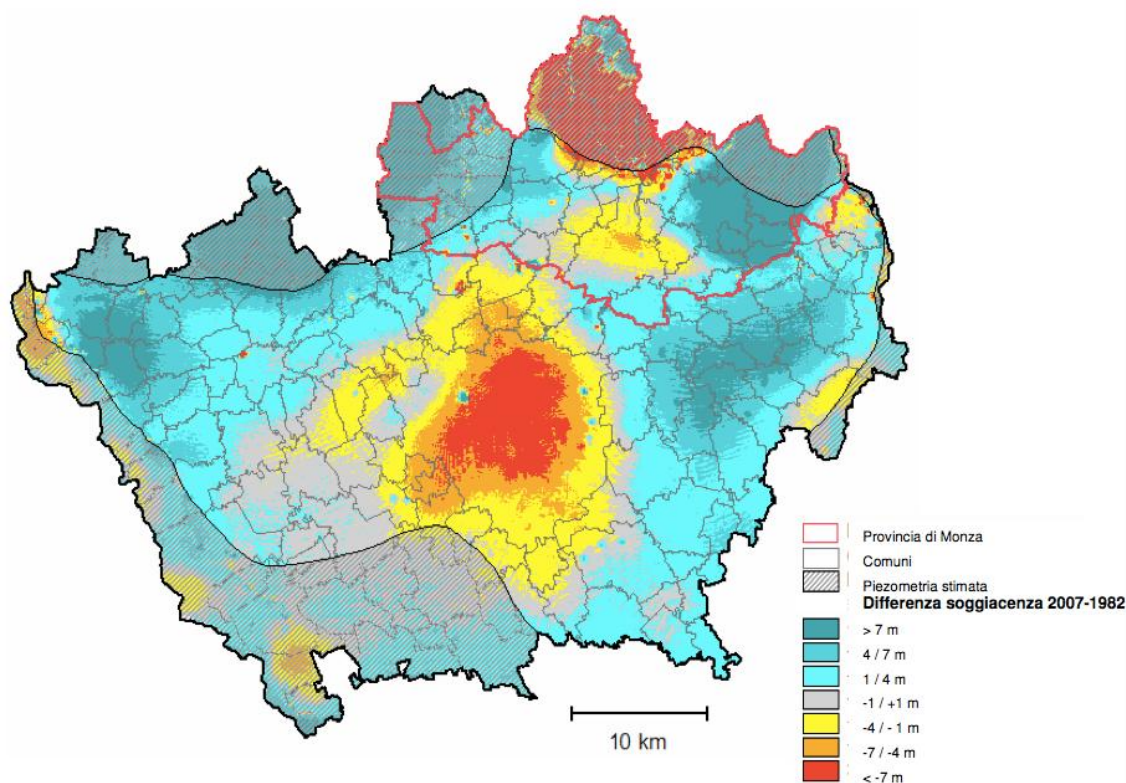 Provincia di Monza
Comuni
Piezometria stimata
Differenza soggiacenza 2007-1982
> 7 m
4 / 7 m
1 / 4 m
-1 / +1 m
-4 / - 1 m
-7 / -4 m
< -7 m
10 km